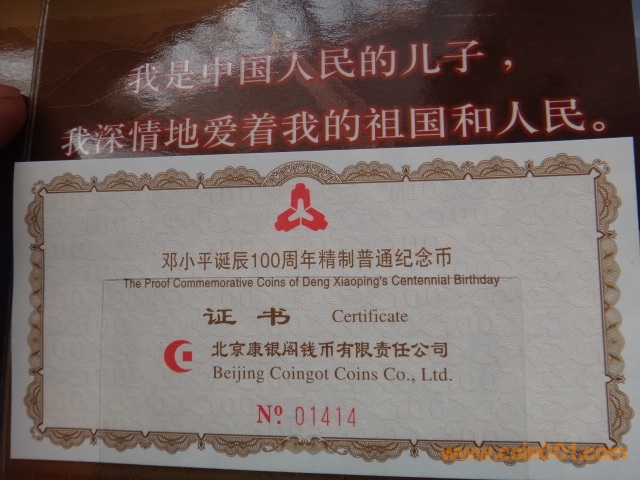 我是中国人民的儿子，
我深情地爱着我的祖国和人民。
邓小平诞辰100周年精制普通纪念币
The Proof Commemorative Coins of Deng Xiaoping's Centennial Birthday
证书 Certificate
北京康银阁钱币有限责任公司
Beijing Coingot Coins Co., Ltd.
Nº 01414
www.coin001.com